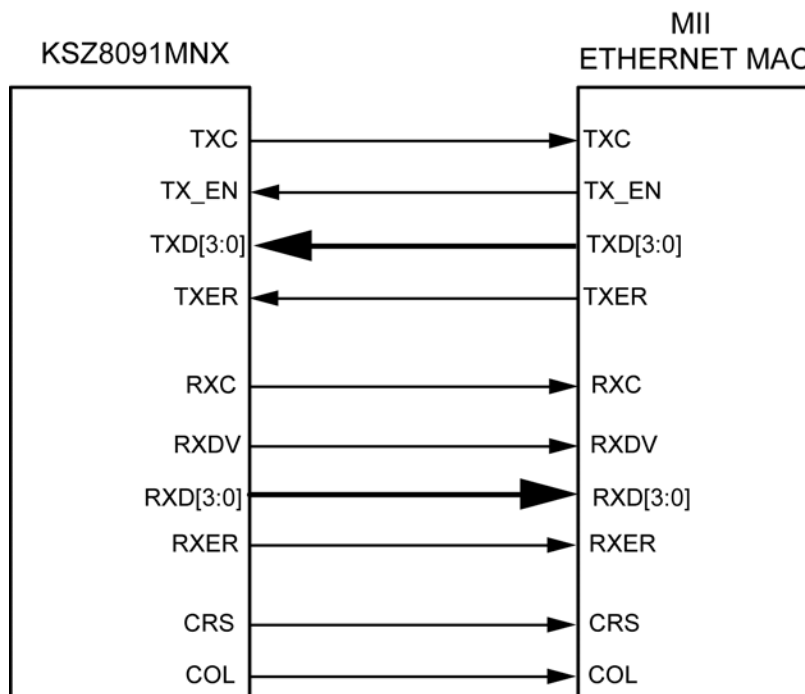 KSZ8091MNX
MII
ETHERNET MAC
TXC TXC
TX_EN TX_EN
TXD[3:0] TXD[3:0]
TXER TXER
RXC RXC
RXDV RXDV
RXD[3:0] RXD[3:0]
RXER RXER
CRS CRS
COL COL